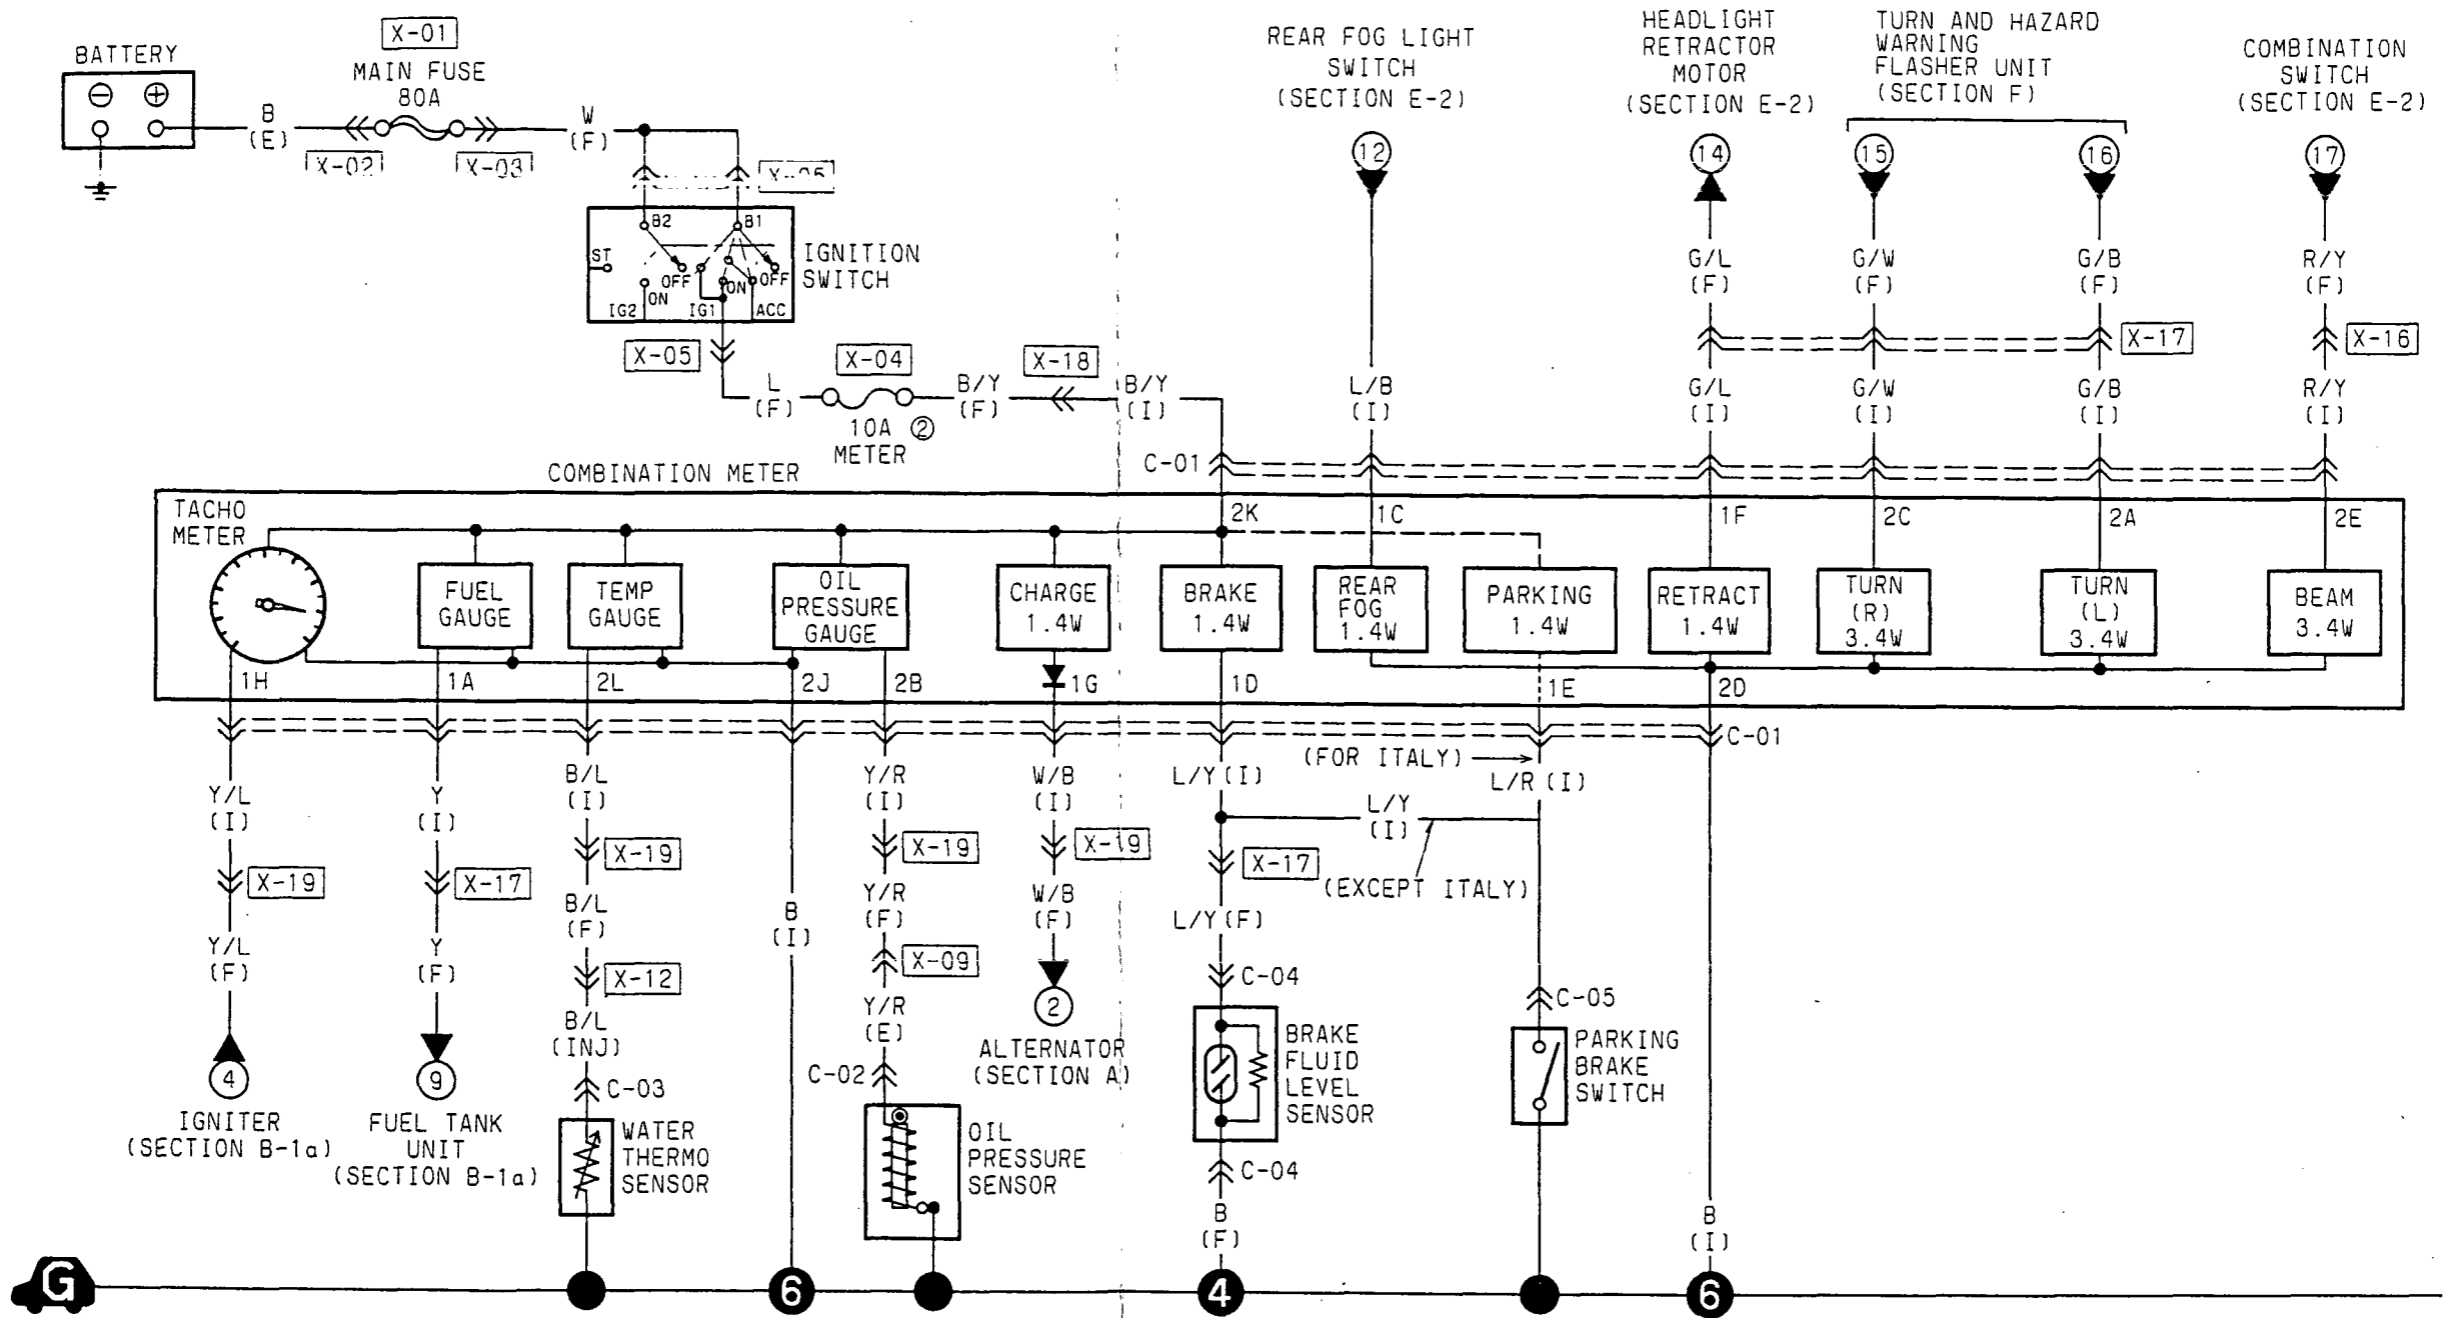 BATTERY
X-01
MAIN FUSE
80A
B
(E)
X-02
X-03
W
(F)
B2
B1
ST
OFF
ON
ON
OFF
IG2
IG1
ACC
IGNITION
SWITCH
X-05
L
(F)
X-04
10A ②
METER
B/Y
(F)
X-18
B/Y
(I)
REAR FOG LIGHT
SWITCH
(SECTION E-2)
12
L/B
(I)
HEADLIGHT
RETRACTOR
MOTOR
(SECTION E-2)
14
G/L
(F)
G/L
(I)
TURN AND HAZARD
WARNING
FLASHER UNIT
(SECTION F)
15
G/W
(F)
G/W
(I)
16
G/B
(F)
X-17
G/B
(I)
COMBINATION
SWITCH
(SECTION E-2)
17
R/Y
(F)
X-16
R/Y
(I)
C-01
COMBINATION METER
TACHO
METER
2K
1C
1F
2C
2A
2E
FUEL
GAUGE
TEMP
GAUGE
OIL
PRESSURE
GAUGE
CHARGE
1.4W
BRAKE
1.4W
REAR
FOG
1.4W
PARKING
1.4W
RETRACT
1.4W
TURN
(R)
3.4W
TURN
(L)
3.4W
BEAM
3.4W
1H
1A
2L
2J
2B
1G
1D
1E
2D
C-01
Y/L
(I)
X-19
Y/L
(F)
4
IGNITER
(SECTION B-1a)
Y
(I)
X-17
Y
(F)
9
FUEL TANK
UNIT
(SECTION B-1a)
B/L
(I)
X-19
B/L
(F)
X-12
B/L
(INJ)
C-03
WATER
THERMO
SENSOR
B
(I)
Y/R
(I)
X-19
Y/R
(F)
X-09
Y/R
(E)
C-02
OIL
PRESSURE
SENSOR
W/B
(I)
X-19
W/B
(F)
2
ALTERNATOR
(SECTION A)
L/Y(I)
X-17
L/Y(F)
C-04
BRAKE
FLUID
LEVEL
SENSOR
C-04
B
(F)
(FOR ITALY)
L/R(I)
L/Y
(I)
(EXCEPT ITALY)
C-05
PARKING
BRAKE
SWITCH
B
(I)
G
6
4
6